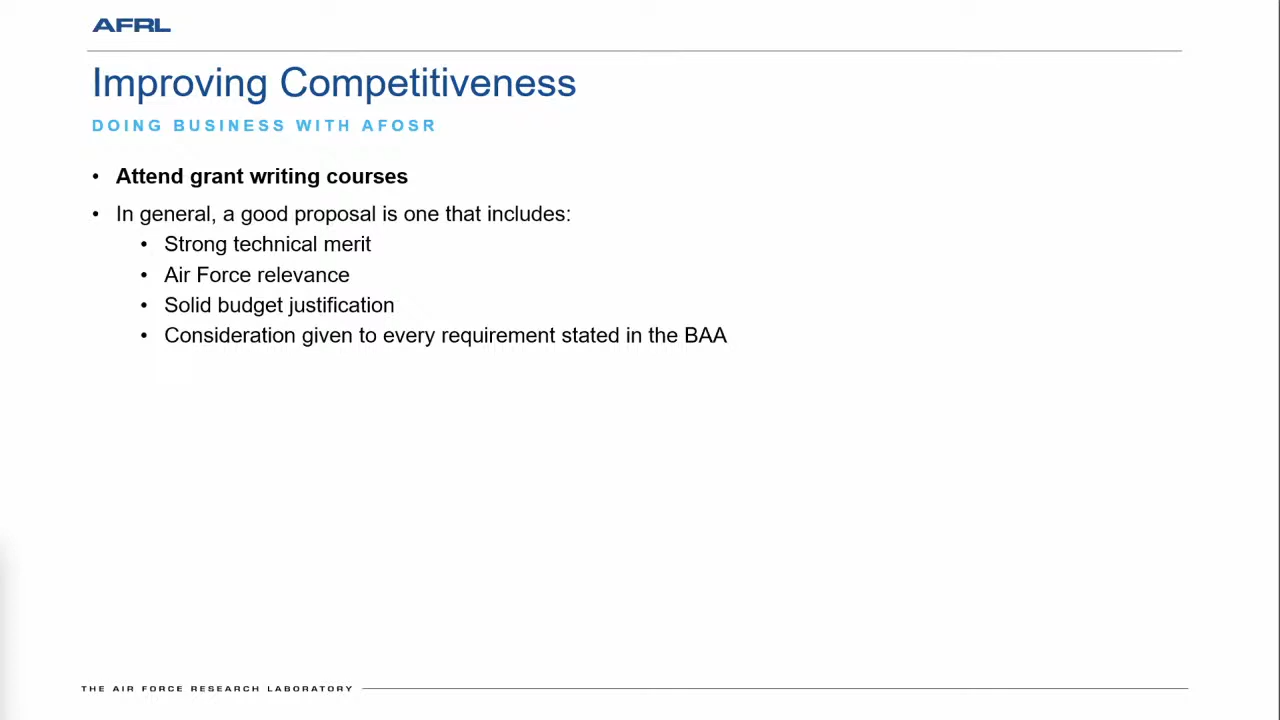 AFRL
Improving Competitiveness
DOING BUSINESS WITH AFOSR
• Attend grant writing courses
• In general, a good proposal is one that includes:
• Strong technical merit
• Air Force relevance
• Solid budget justification
• Consideration given to every requirement stated in the BAA
THE AIR FORCE RESEARCH LABORATORY